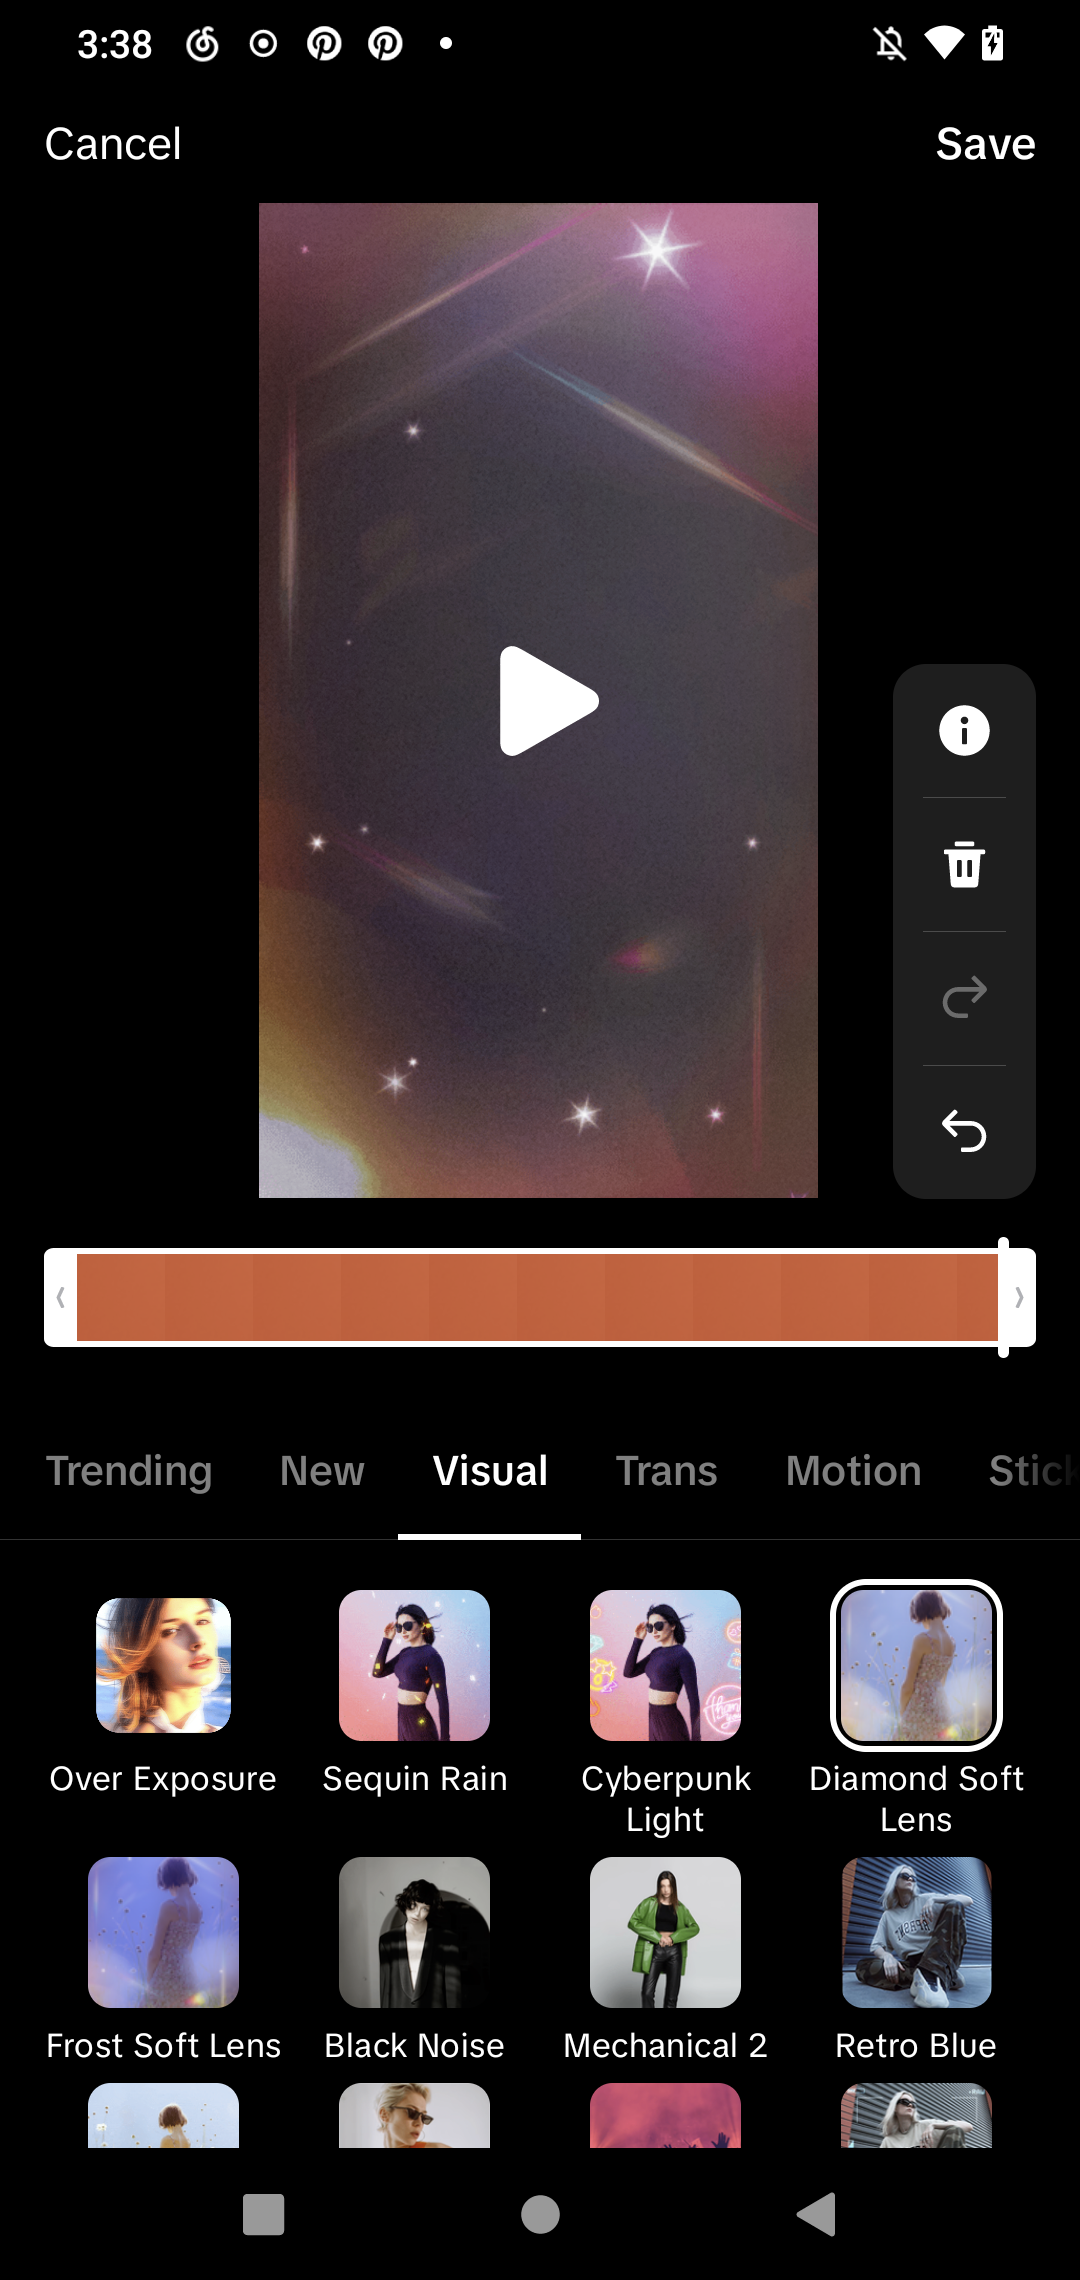 3:38
Cancel
Save
Trending
New
Visual
Trans
Motion
Stick
Over Exposure
Sequin Rain
Cyberpunk
Light
Diamond Soft
Lens
Frost Soft Lens
Black Noise
Mechanical 2
Retro Blue